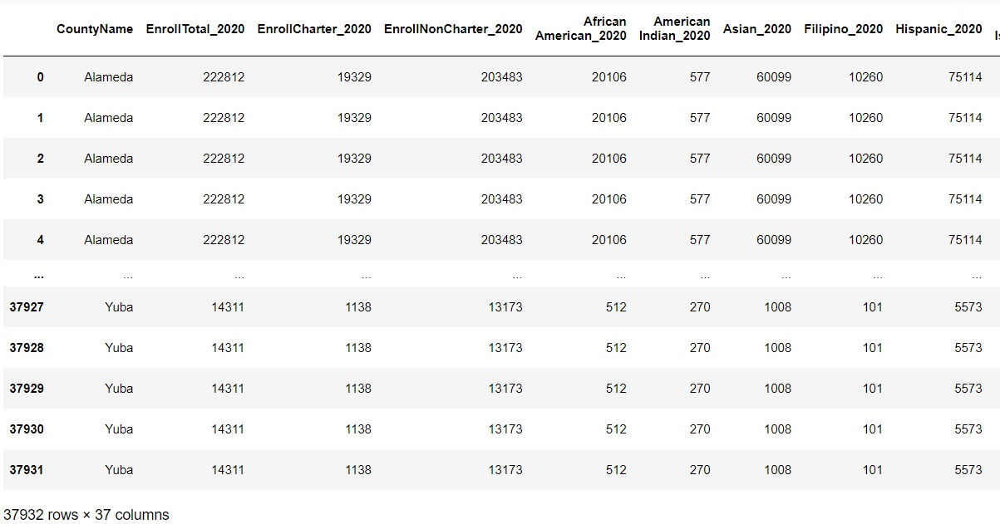 CountyName EnrollTotal_2020 EnrollCharter_2020 EnrollNonCharter_2020 African American_2020 American Indian_2020 Asian_2020 Filipino_2020 Hispanic_2020
0 Alameda 222812 19329 203483 20106 577 60099 10260 75114
1 Alameda 222812 19329 203483 20106 577 60099 10260 75114
2 Alameda 222812 19329 203483 20106 577 60099 10260 75114
3 Alameda 222812 19329 203483 20106 577 60099 10260 75114
4 Alameda 222812 19329 203483 20106 577 60099 10260 75114
... ... ... ... ... ... ... ... ... ...
37927 Yuba 14311 1138 13173 512 270 1008 101 5573
37928 Yuba 14311 1138 13173 512 270 1008 101 5573
37929 Yuba 14311 1138 13173 512 270 1008 101 5573
37930 Yuba 14311 1138 13173 512 270 1008 101 5573
37931 Yuba 14311 1138 13173 512 270 1008 101 5573
37932 rows × 37 columns